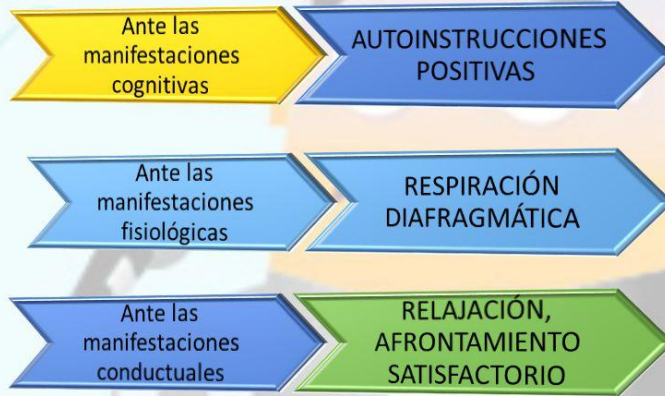 Ante las
manifestaciones
cognitivas
AUTOINSTRUCCIONES
POSITIVAS
Ante las
manifestaciones
fisiológicas
RESPIRACIÓN
DIAFRAGMÁTICA
Ante las
manifestaciones
conductuales
RELAJACIÓN,
AFRONTAMIENTO
SATISFACTORIO